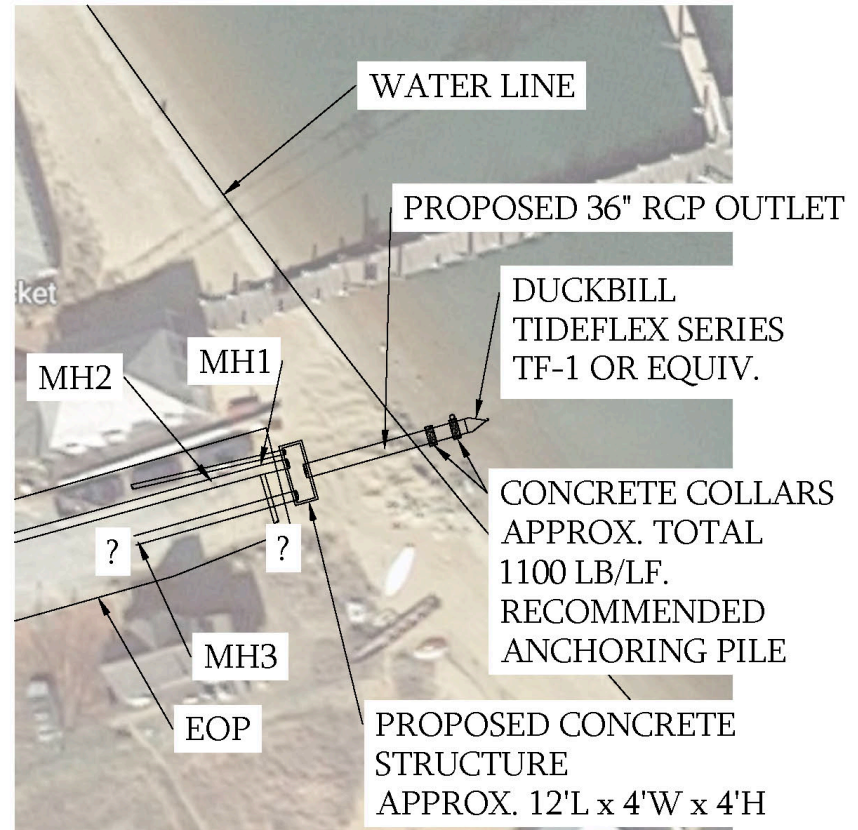 WATER LINE
PROPOSED 36" RCP OUTLET
DUCKBILL
TIDEFLEX SERIES
TF-1 OR EQUIV.
ket
MH1
MH2
CONCRETE COLLARS
APPROX. TOTAL
1100 LB/LF.
RECOMMENDED
ANCHORING PILE
?
?
MH3
EOP
PROPOSED CONCRETE
STRUCTURE
APPROX. 12'L x 4'W x 4'H